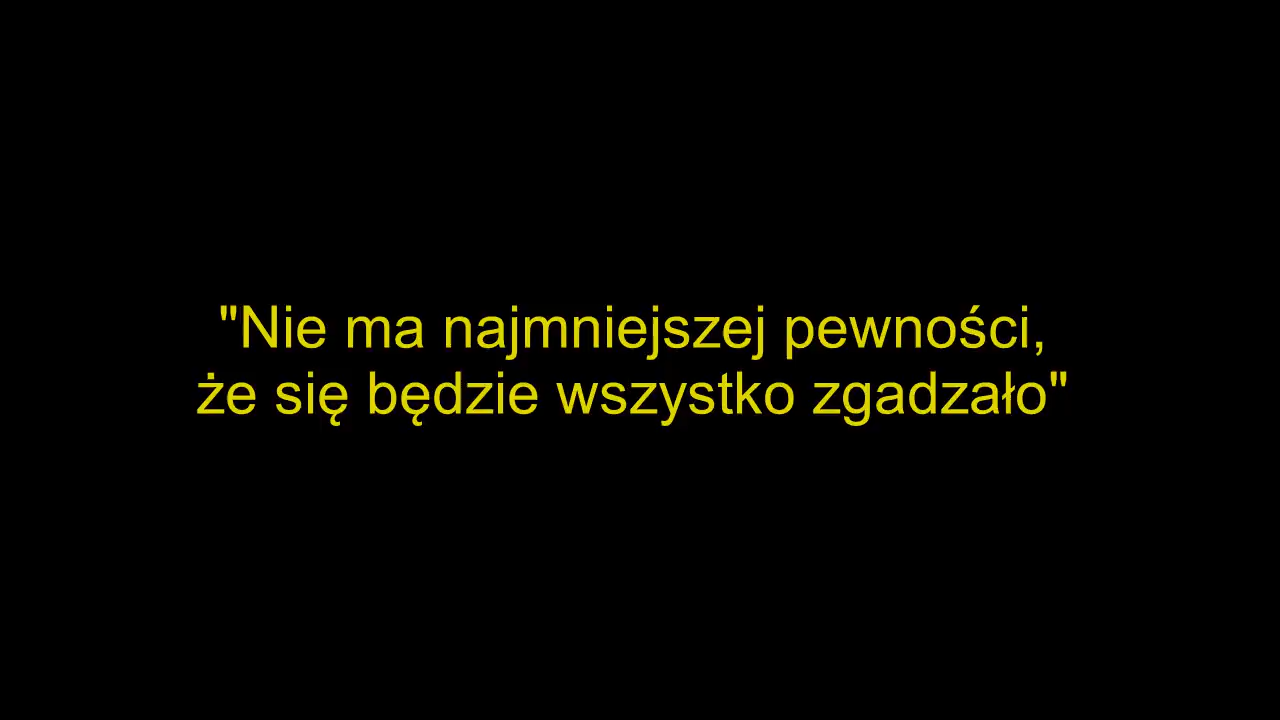 "Nie ma najmniejszej pewności,
że się będzie wszystko zgadzało"